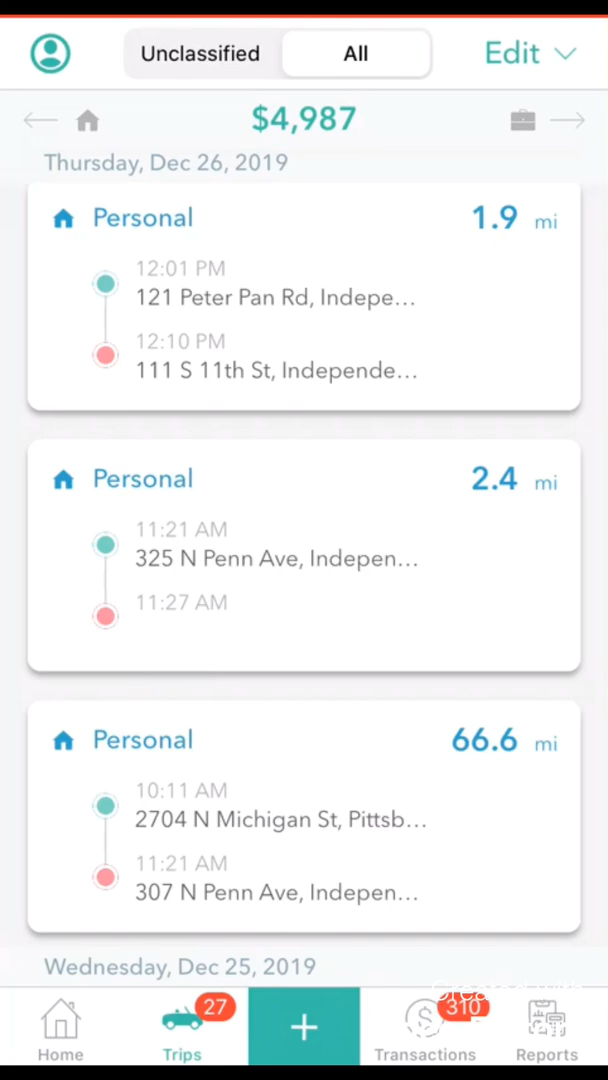 Unclassified All Edit
$4,987
Thursday, Dec 26, 2019
Personal 1.9 mi
12:01 PM
121 Peter Pan Rd, Indepe...
12:10 PM
111 S 11th St, Independe...
Personal 2.4 mi
11:21 AM
325 N Penn Ave, Indepen...
11:27 AM
Personal 66.6 mi
10:11 AM
2704 N Michigan St, Pittsb...
11:21 AM
307 N Penn Ave, Indepen...
Wednesday, Dec 25, 2019
27 310
Created with
Home Trips + Transactions Reports